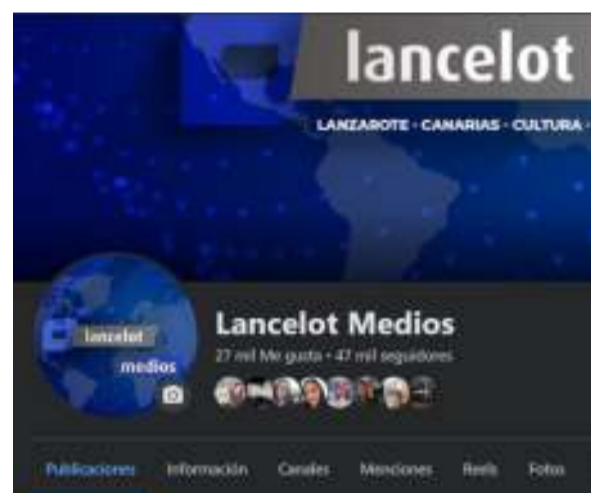 lancelot
LANZAROTE - CANARIAS - CULTURA -
lancelot
medios
Lancelot Medios
27 mil Me gusta • 47 mil seguidores
Publicaciones Información Canales Menciones Reels Fotos